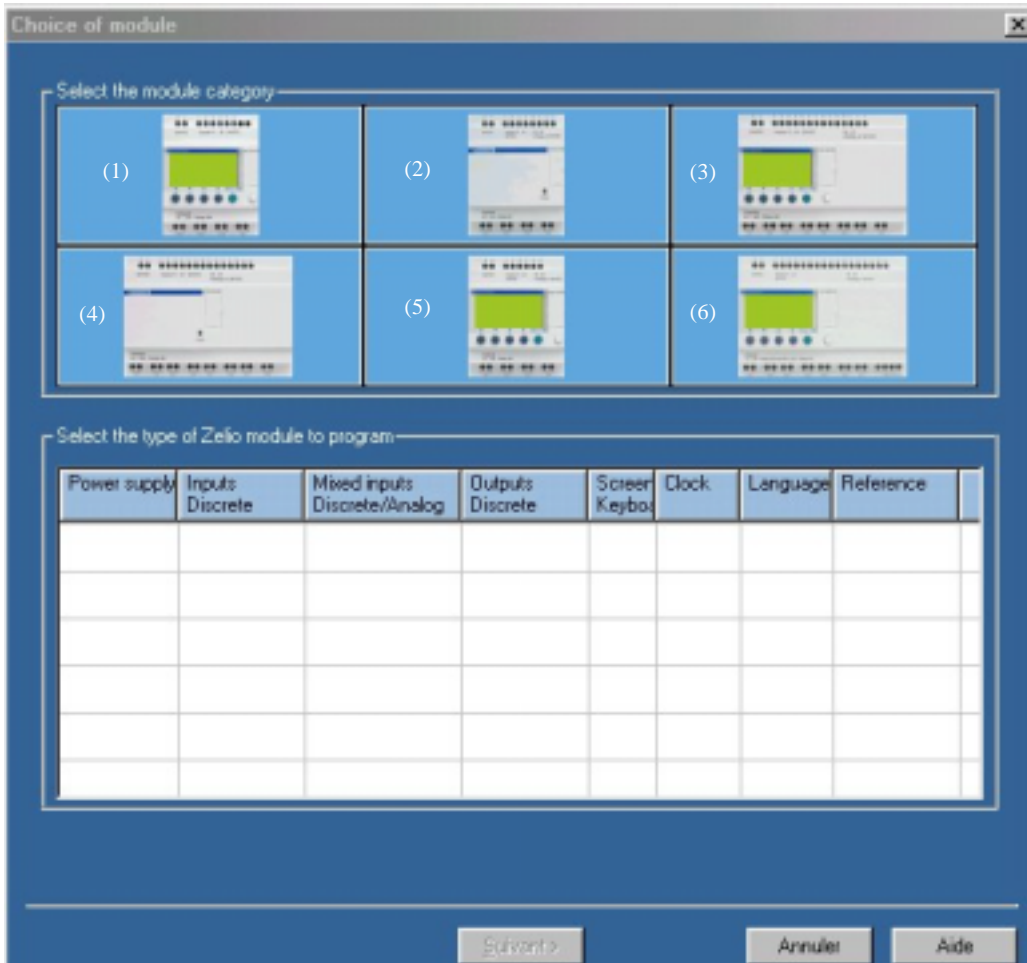 Choice of module
Select the module category
(1)
(2)
(3)
(4)
(5)
(6)
Select the type of Zelio module to program
Power supply
Inputs
Discrete
Mixed inputs
Discrete/Analog
Outputs
Discrete
Screen
Keyboa
Clock
Language
Reference
Suivant >
Annuler
Aide